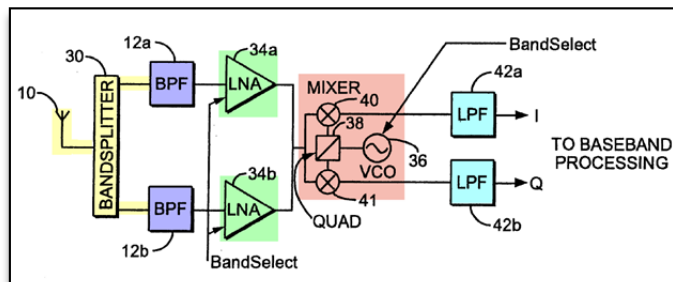 12a
34a
30
BPF
LNA
BandSelect
10
BANDSPLITTER
MIXER
40
42a
38
LPF
I
TO BASEBAND
PROCESSING
36
VCO
34b
41
LPF
Q
BPF
LNA
QUAD
42b
12b
BandSelect